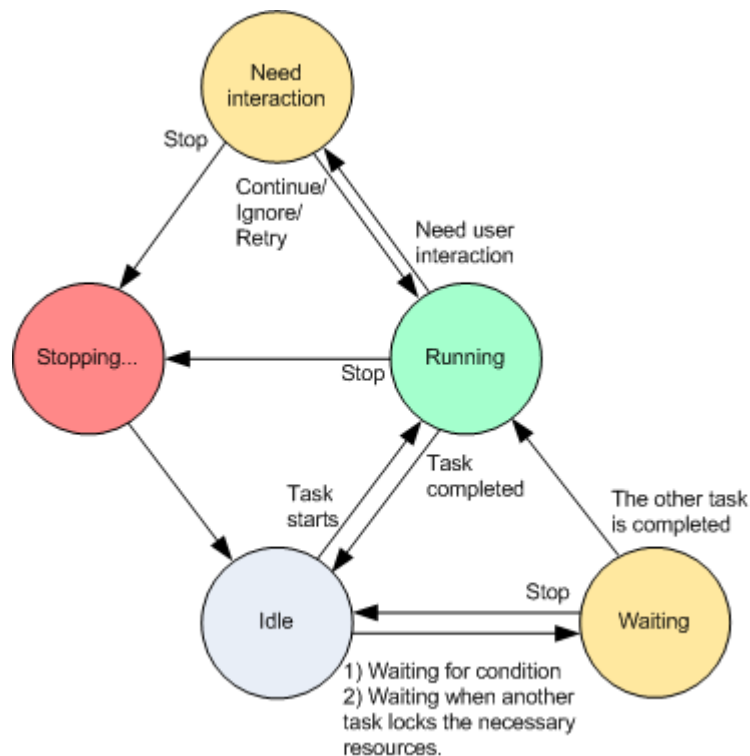 Need
interaction
Stop
Continue/
Ignore/
Retry
Need user
interaction
Stopping...
Stop
Running
Task
starts
Task
completed
The other task
is completed
Idle
Stop
Waiting
1) Waiting for condition
2) Waiting when another
task locks the necessary
resources.